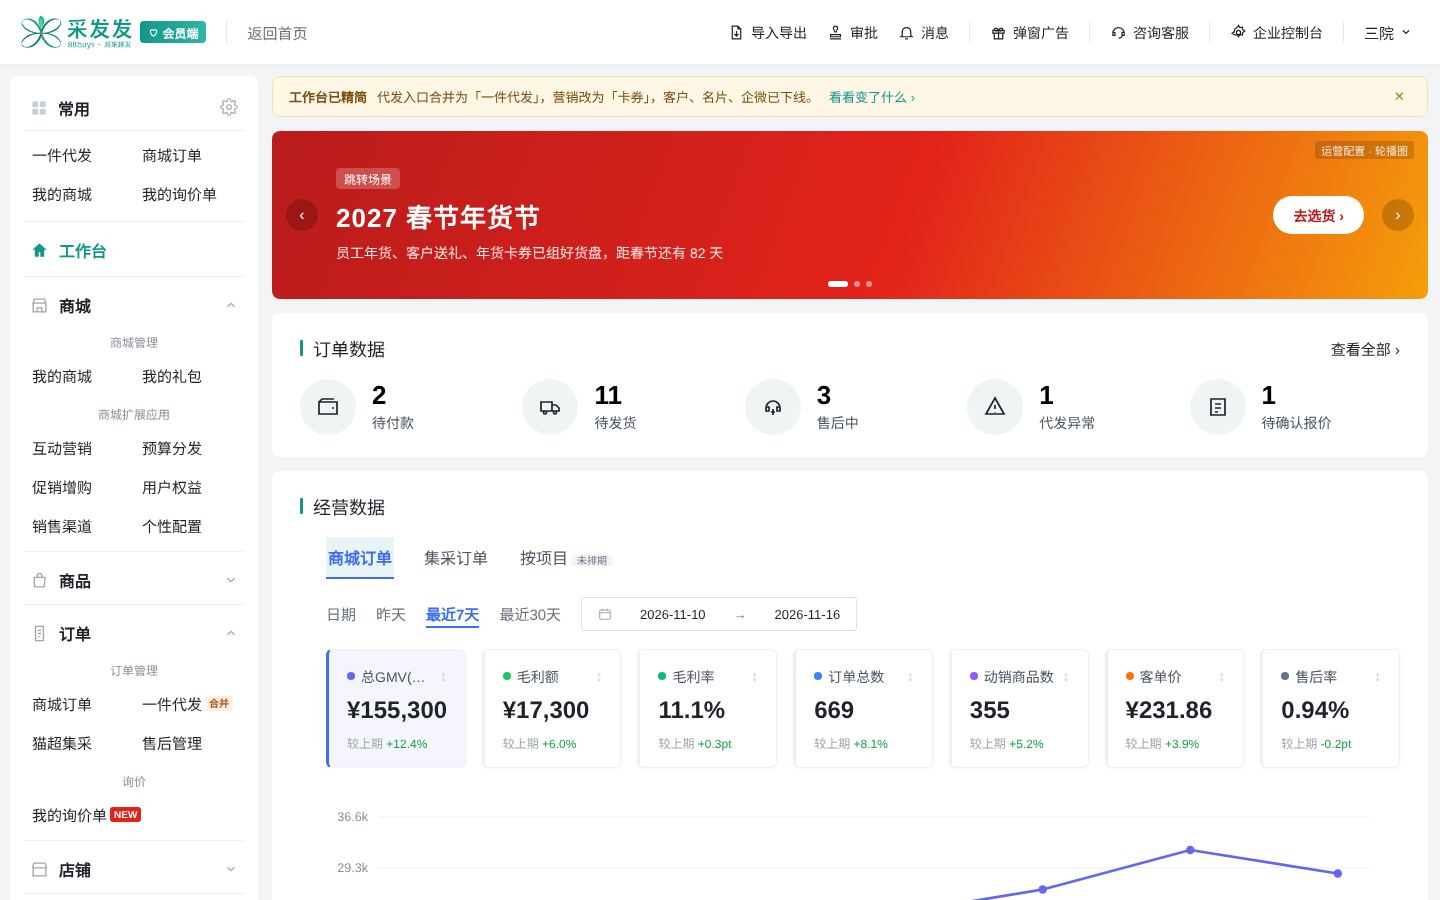 采发发
88buys · 越采越发
会员端
返回首页
导入导出
审批
消息
弹窗广告
咨询客服
企业控制台
三院
常用
一件代发
商城订单
我的商城
我的询价单
工作台
商城
商城管理
我的商城
我的礼包
商城扩展应用
互动营销
预算分发
促销增购
用户权益
销售渠道
个性配置
商品
订单
订单管理
商城订单
一件代发 合并
猫超集采
售后管理
询价
我的询价单 NEW
店铺
工作台已精简 代发入口合并为「一件代发」，营销改为「卡券」，客户、名片、企微已下线。 看看变了什么 ›
×
运营配置 · 轮播图
跳转场景
2027 春节年货节
员工年货、客户送礼、年货卡券已组好货盘，距春节还有 82 天
去选货 ›
‹
›
订单数据
查看全部 ›
2
待付款
11
待发货
3
售后中
1
代发异常
1
待确认报价
经营数据
商城订单
集采订单
按项目 未排期
日期
昨天
最近7天
最近30天
2026-11-10 → 2026-11-16
总GMV(... ↕
¥155,300
较上期 +12.4%
毛利额 ↕
¥17,300
较上期 +6.0%
毛利率 ↕
11.1%
较上期 +0.3pt
订单总数 ↕
669
较上期 +8.1%
动销商品数 ↕
355
较上期 +5.2%
客单价 ↕
¥231.86
较上期 +3.9%
售后率 ↕
0.94%
较上期 -0.2pt
36.6k
29.3k